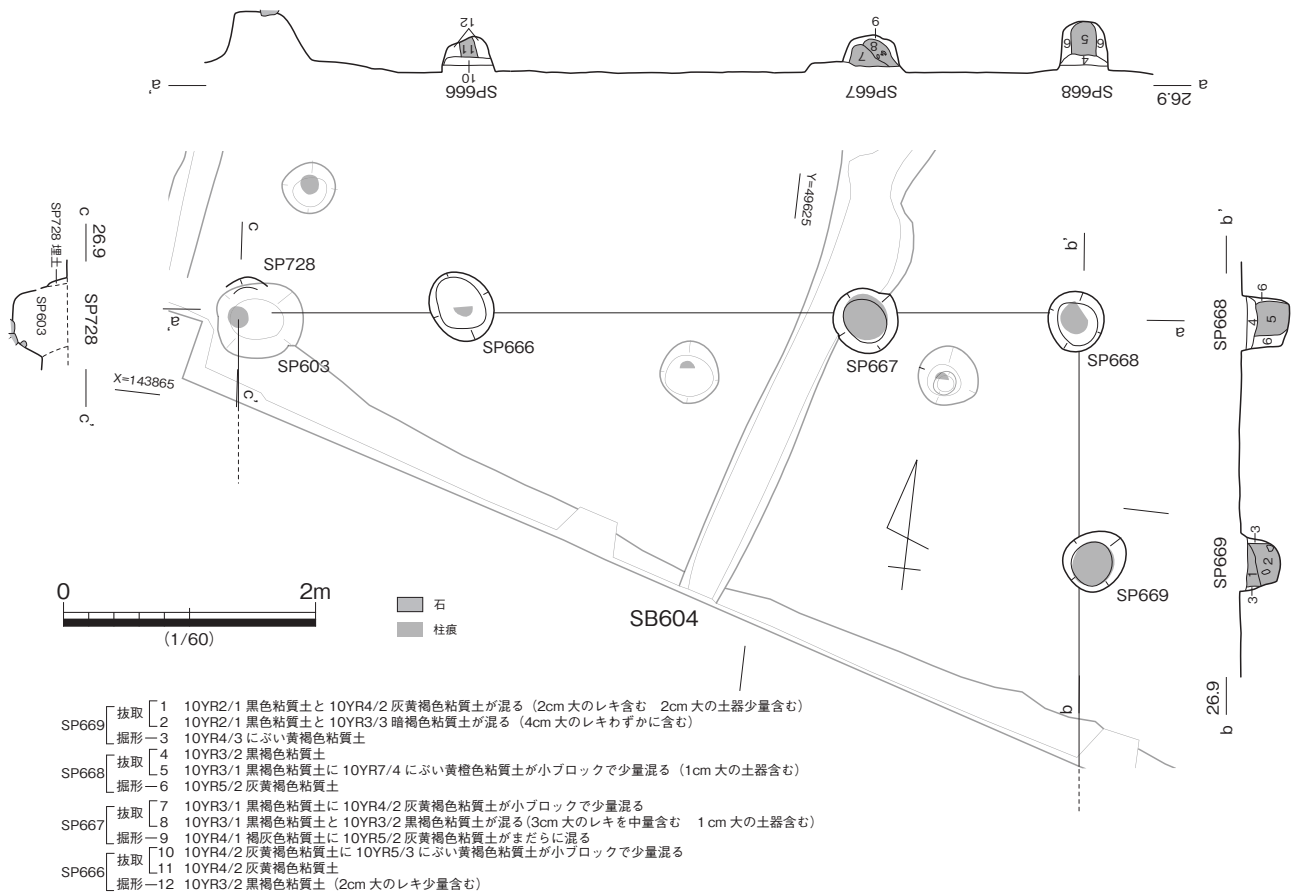 12
11
10
SP666
9
8
7
SP667
5
6
6
4
SP668
a'
26.9
a
Y=49625
c
26.9
SP728 埋土
SP603
SP728
c'
c
SP728
a'
SP603
c'
X=143865
SP666
SP667
b'
SP668
a
SP669
b
b'
SP668
6
4
5
6
SP669
3
1
2
3
26.9
b
0
2m
(1/60)
石
柱痕
SB604
SP669 抜取 1 10YR2/1 黒色粘質土と 10YR4/2 灰黄褐色粘質土が混る（2cm 大のレキ含む 2cm 大の土器少量含む）
2 10YR2/1 黒色粘質土と 10YR3/3 暗褐色粘質土が混る（4cm 大のレキわずかに含む）
掘形 3 10YR4/3 にぶい黄褐色粘質土
SP668 抜取 4 10YR3/2 黒褐色粘質土
5 10YR3/1 黒褐色粘質土に 10YR7/4 にぶい黄橙色粘質土が小ブロックで少量混る（1cm 大の土器含む）
掘形 6 10YR5/2 灰黄褐色粘質土
SP667 抜取 7 10YR3/1 黒褐色粘質土に 10YR4/2 灰黄褐色粘質土が小ブロックで少量混る
8 10YR3/1 黒褐色粘質土と 10YR3/2 黒褐色粘質土が混る(3cm 大のレキを中量含む 1cm 大の土器含む）
掘形 9 10YR4/1 褐灰色粘質土に 10YR5/2 灰黄褐色粘質土がまだらに混る
SP666 抜取 10 10YR4/2 灰黄褐色粘質土に 10YR5/3 にぶい黄褐色粘質土が小ブロックで少量混る
11 10YR4/2 灰黄褐色粘質土
掘形 12 10YR3/2 黒褐色粘質土（2cm 大のレキ少量含む）